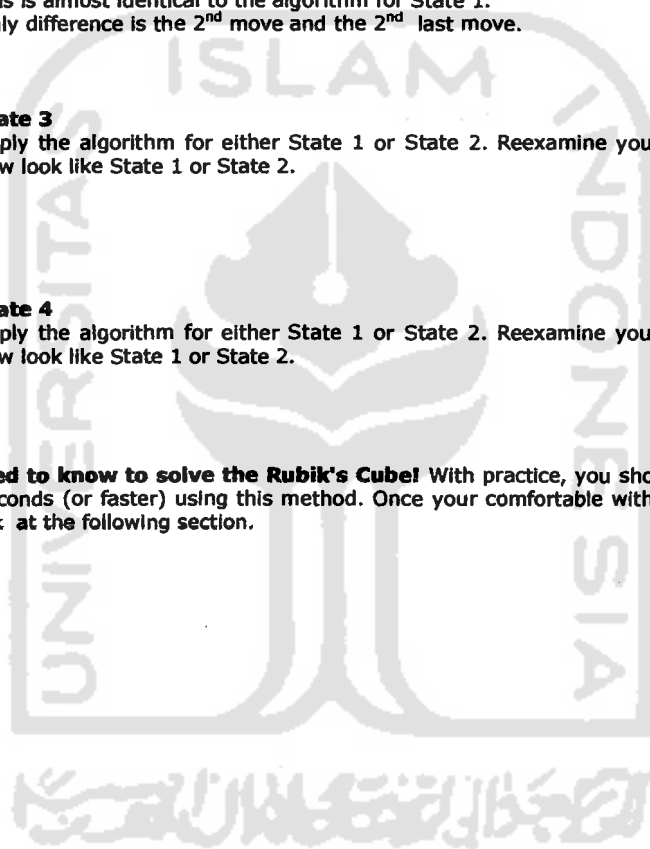 s is almost identical to the algorithm for State 1.
ly difference is the 2nd move and the 2nd last move.
ate 3
ply the algorithm for either State 1 or State 2. Reexamine you
w look like State 1 or State 2.
ate 4
ply the algorithm for either State 1 or State 2. Reexamine you
w look like State 1 or State 2.
ed to know to solve the Rubik's Cube! With practice, you sho
conds (or faster) using this method. Once your comfortable with
at the following section.
ISLAM
UNIVERSITAS
INDONESIA